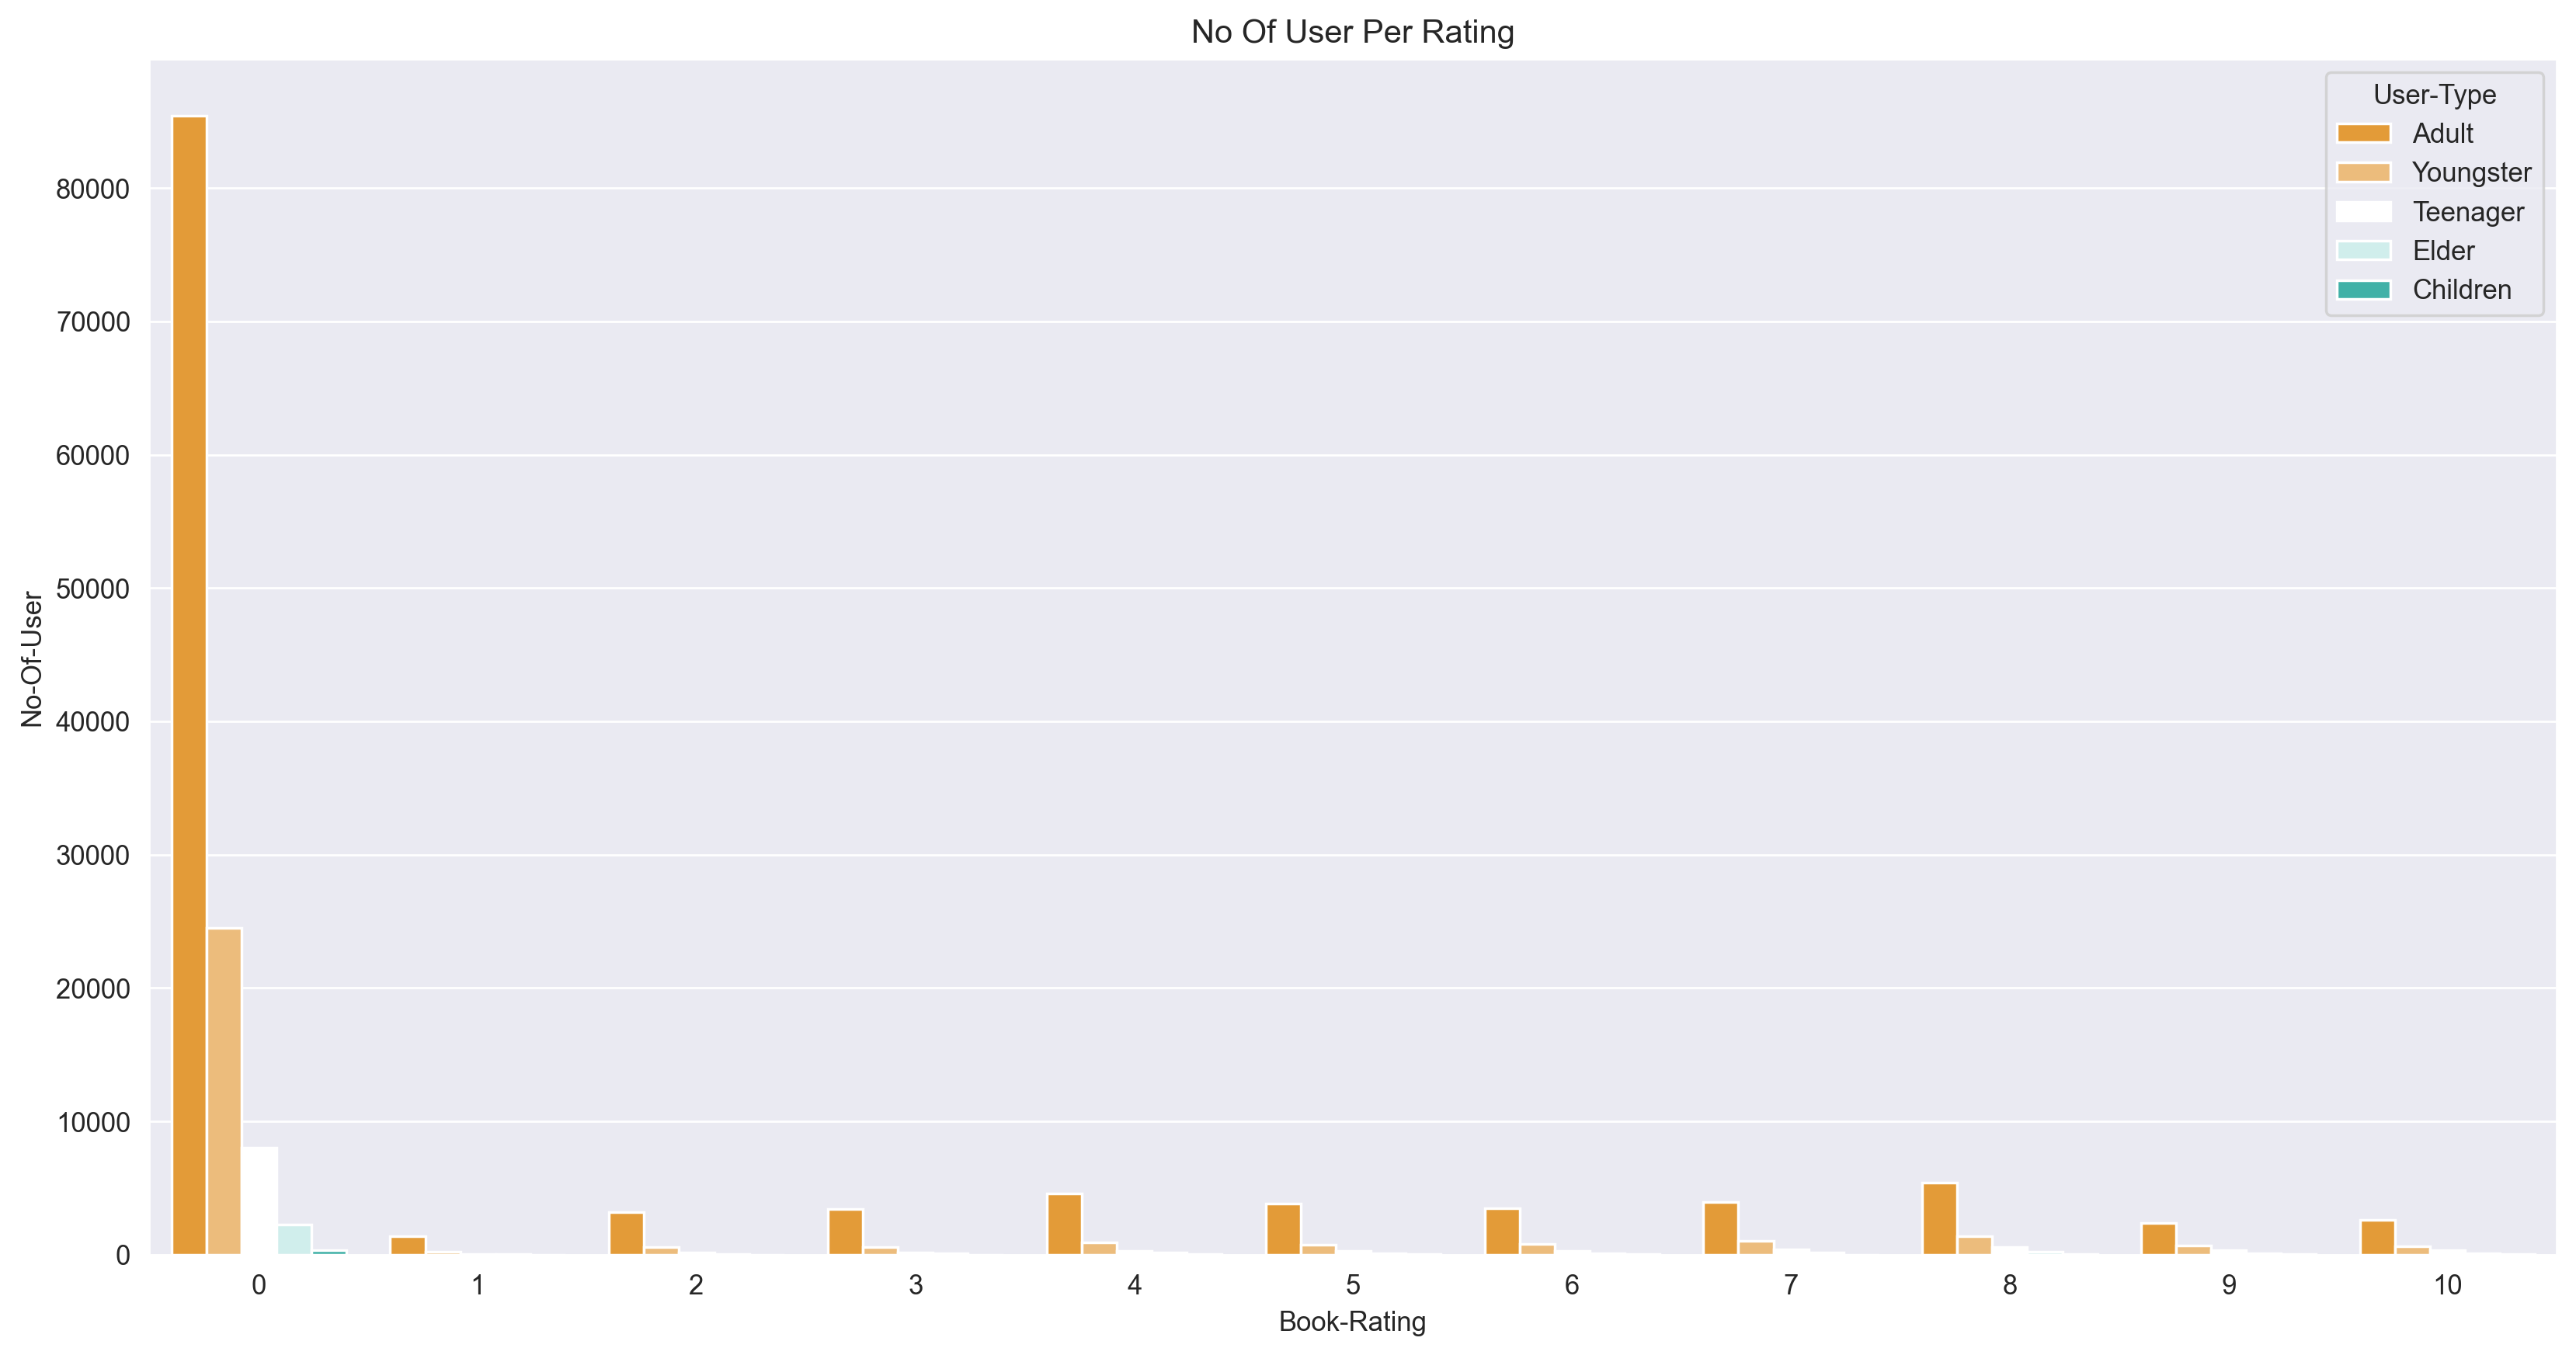 No Of User Per Rating
User-Type
Adult
Youngster
Teenager
Elder
Children
No-Of-User
80000
70000
60000
50000
40000
30000
20000
10000
0
0 1 2 3 4 5 6 7 8 9 10
Book-Rating